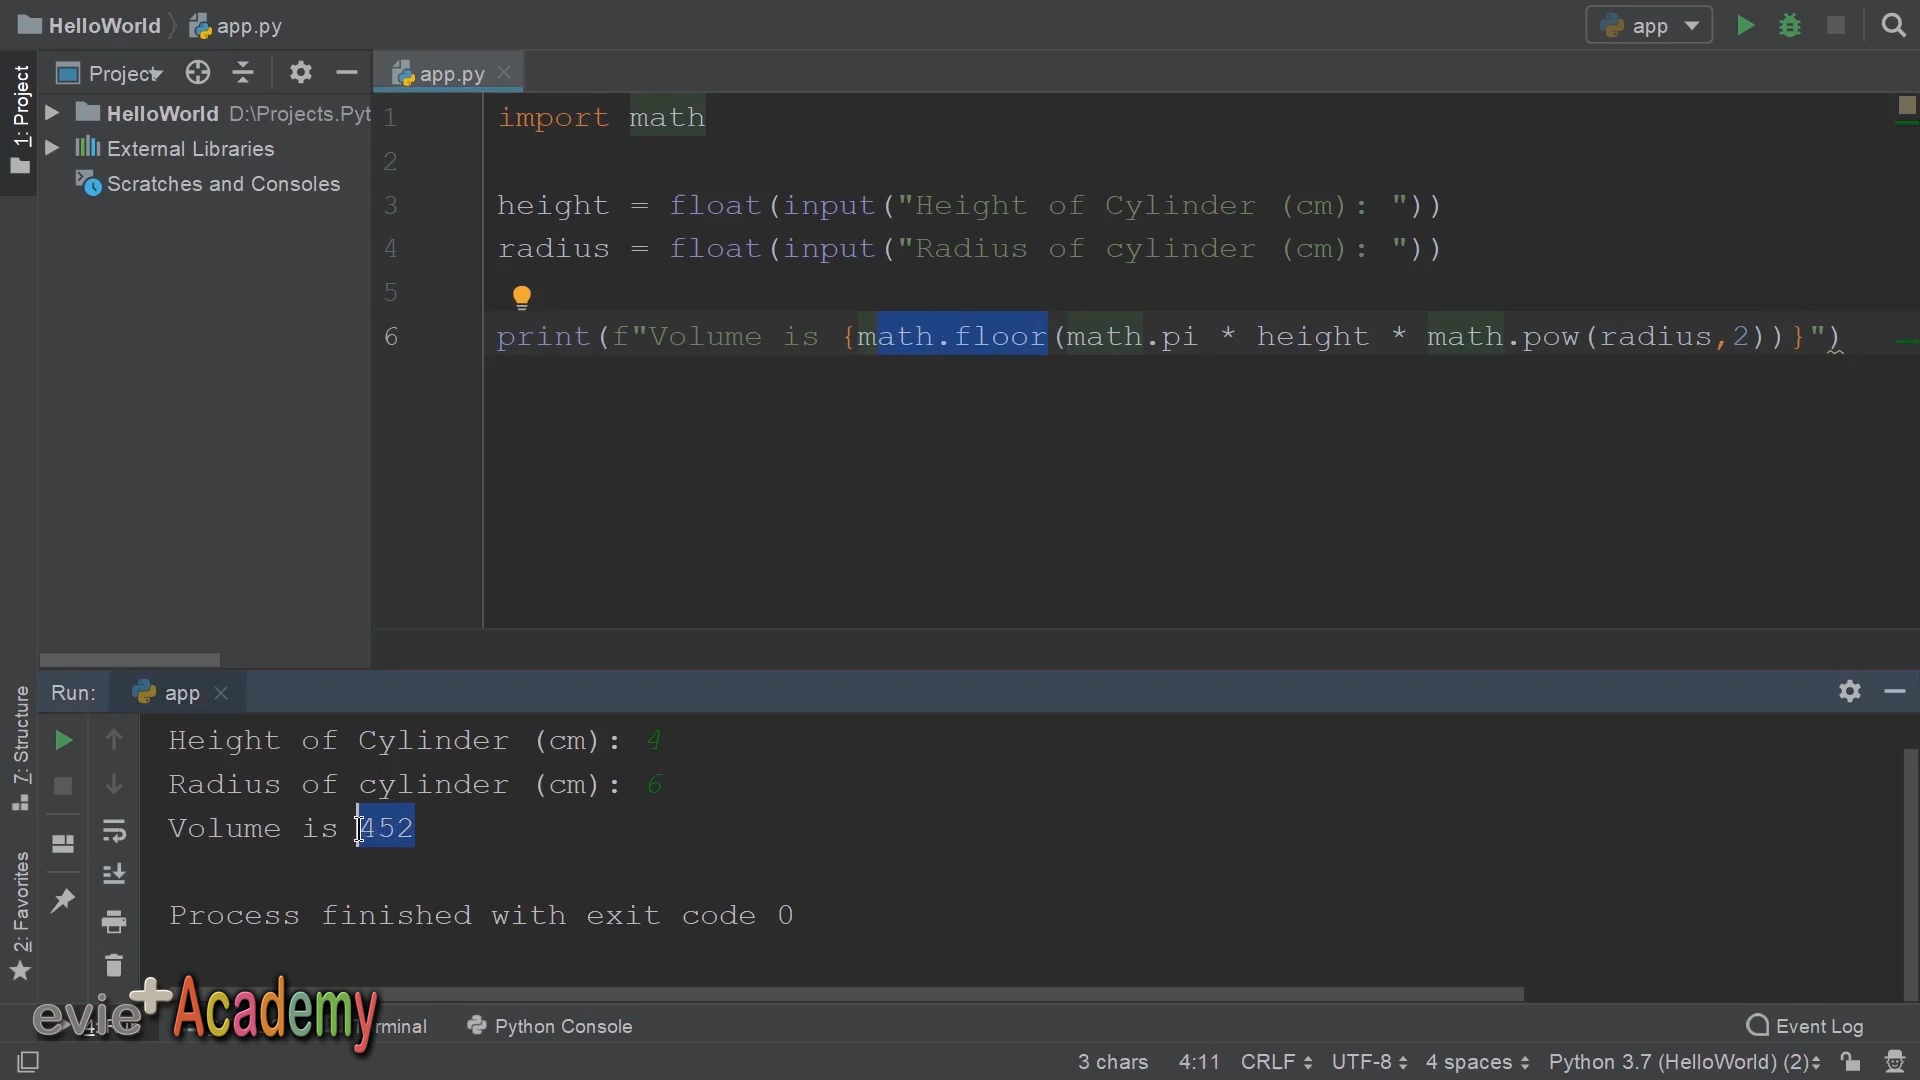 HelloWorld app.py
app
Project
app.py
1: Project
HelloWorld D:\Projects.Pyt
External Libraries
Scratches and Consoles
1 import math
2
3 height = float(input("Height of Cylinder (cm): "))
4 radius = float(input("Radius of cylinder (cm): "))
5
6 print(f"Volume is {math.floor(math.pi * height * math.pow(radius,2))}")
7: Structure
2: Favorites
Run: app
Height of Cylinder (cm): 4
Radius of cylinder (cm): 6
Volume is 452
Process finished with exit code 0
evie+Academy
rminal Python Console Event Log
3 chars 4:11 CRLF UTF-8 4 spaces Python 3.7 (HelloWorld) (2)